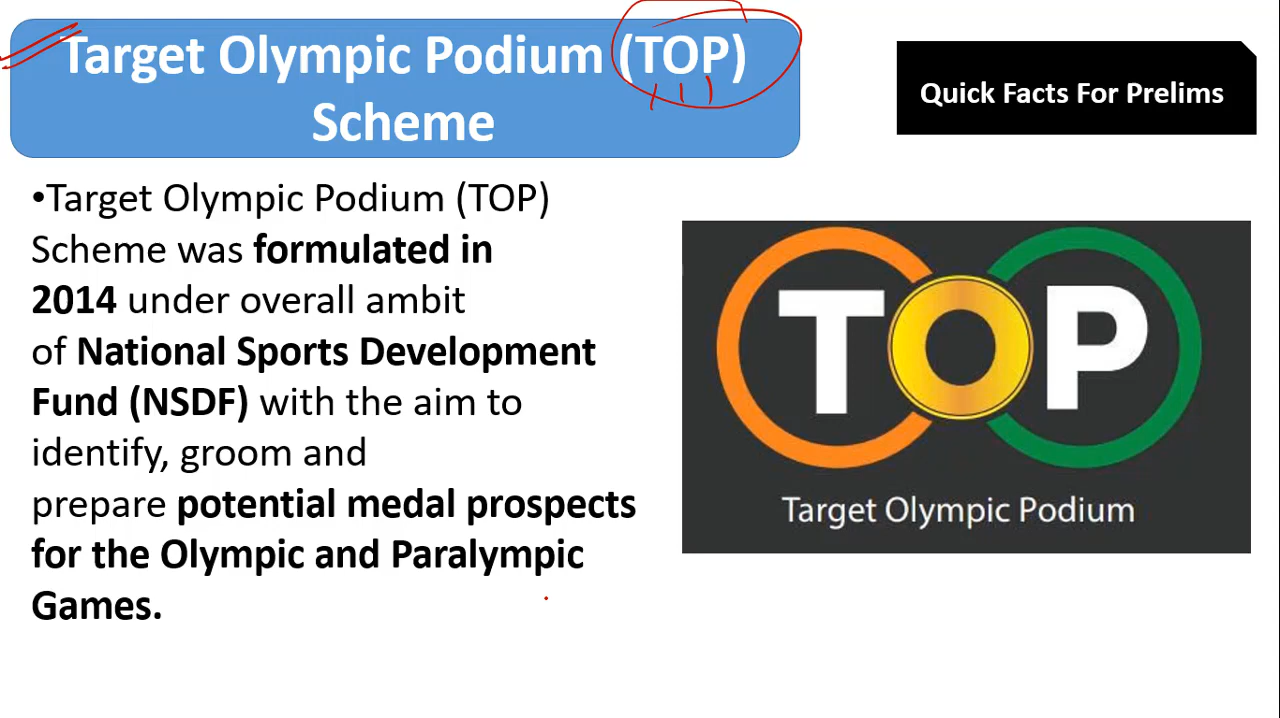 Target Olympic Podium (TOP)
Scheme
Quick Facts For Prelims
•Target Olympic Podium (TOP)
Scheme was formulated in
2014 under overall ambit
of National Sports Development
Fund (NSDF) with the aim to
identify, groom and
prepare potential medal prospects
for the Olympic and Paralympic
Games.
TOP
Target Olympic Podium